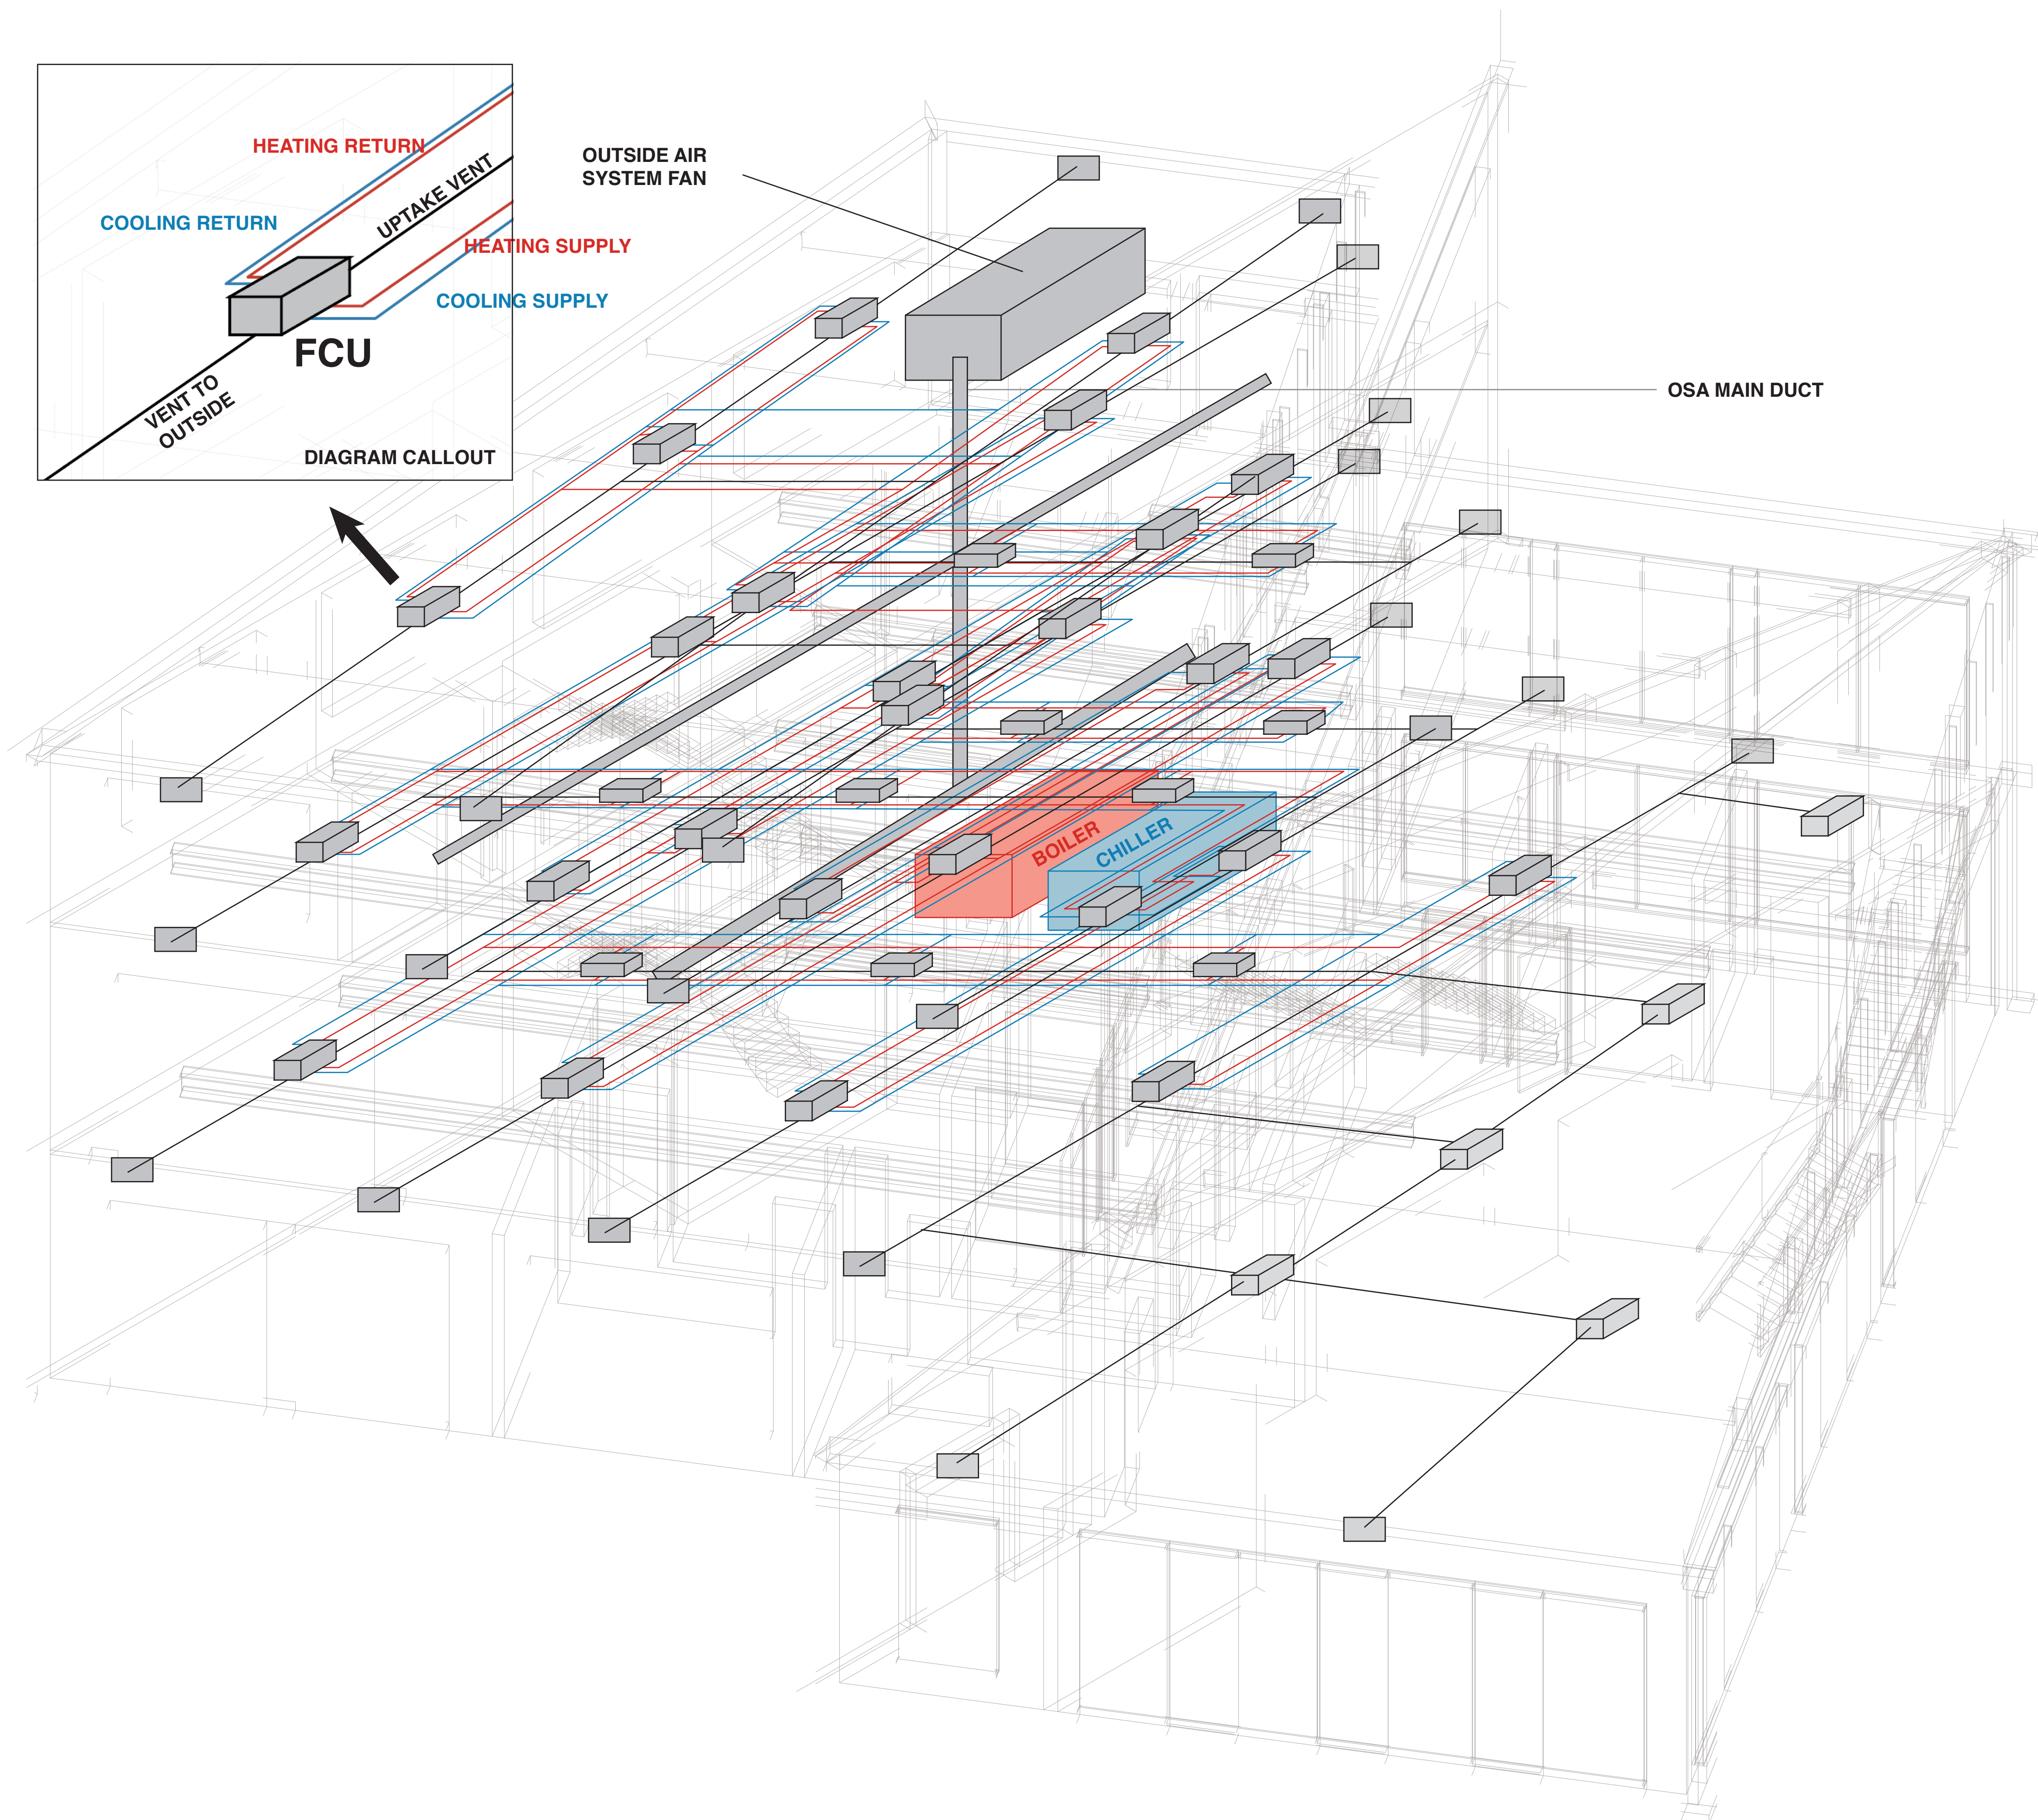 HEATING RETURN
UPTAKE VENT
COOLING RETURN
HEATING SUPPLY
COOLING SUPPLY
FCU
VENT TO
OUTSIDE
DIAGRAM CALLOUT
OUTSIDE AIR
SYSTEM FAN
OSA MAIN DUCT
BOILER
CHILLER